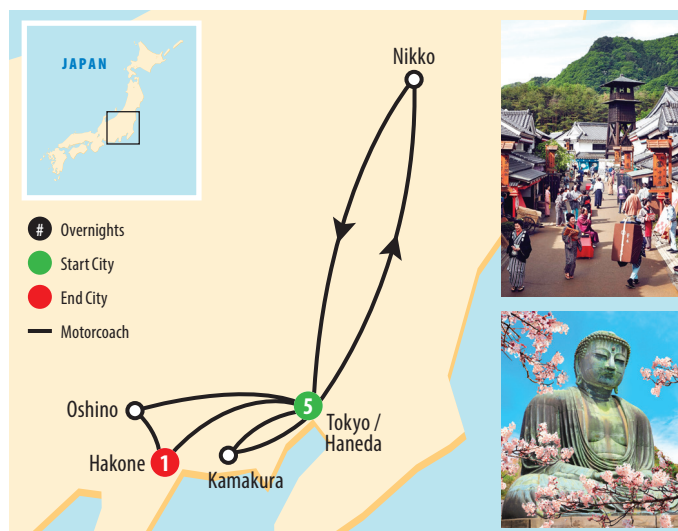 JAPAN
Nikko
# Overnights
Start City
End City
Motorcoach
Oshino
5
Tokyo /
Haneda
Hakone
1
Kamakura